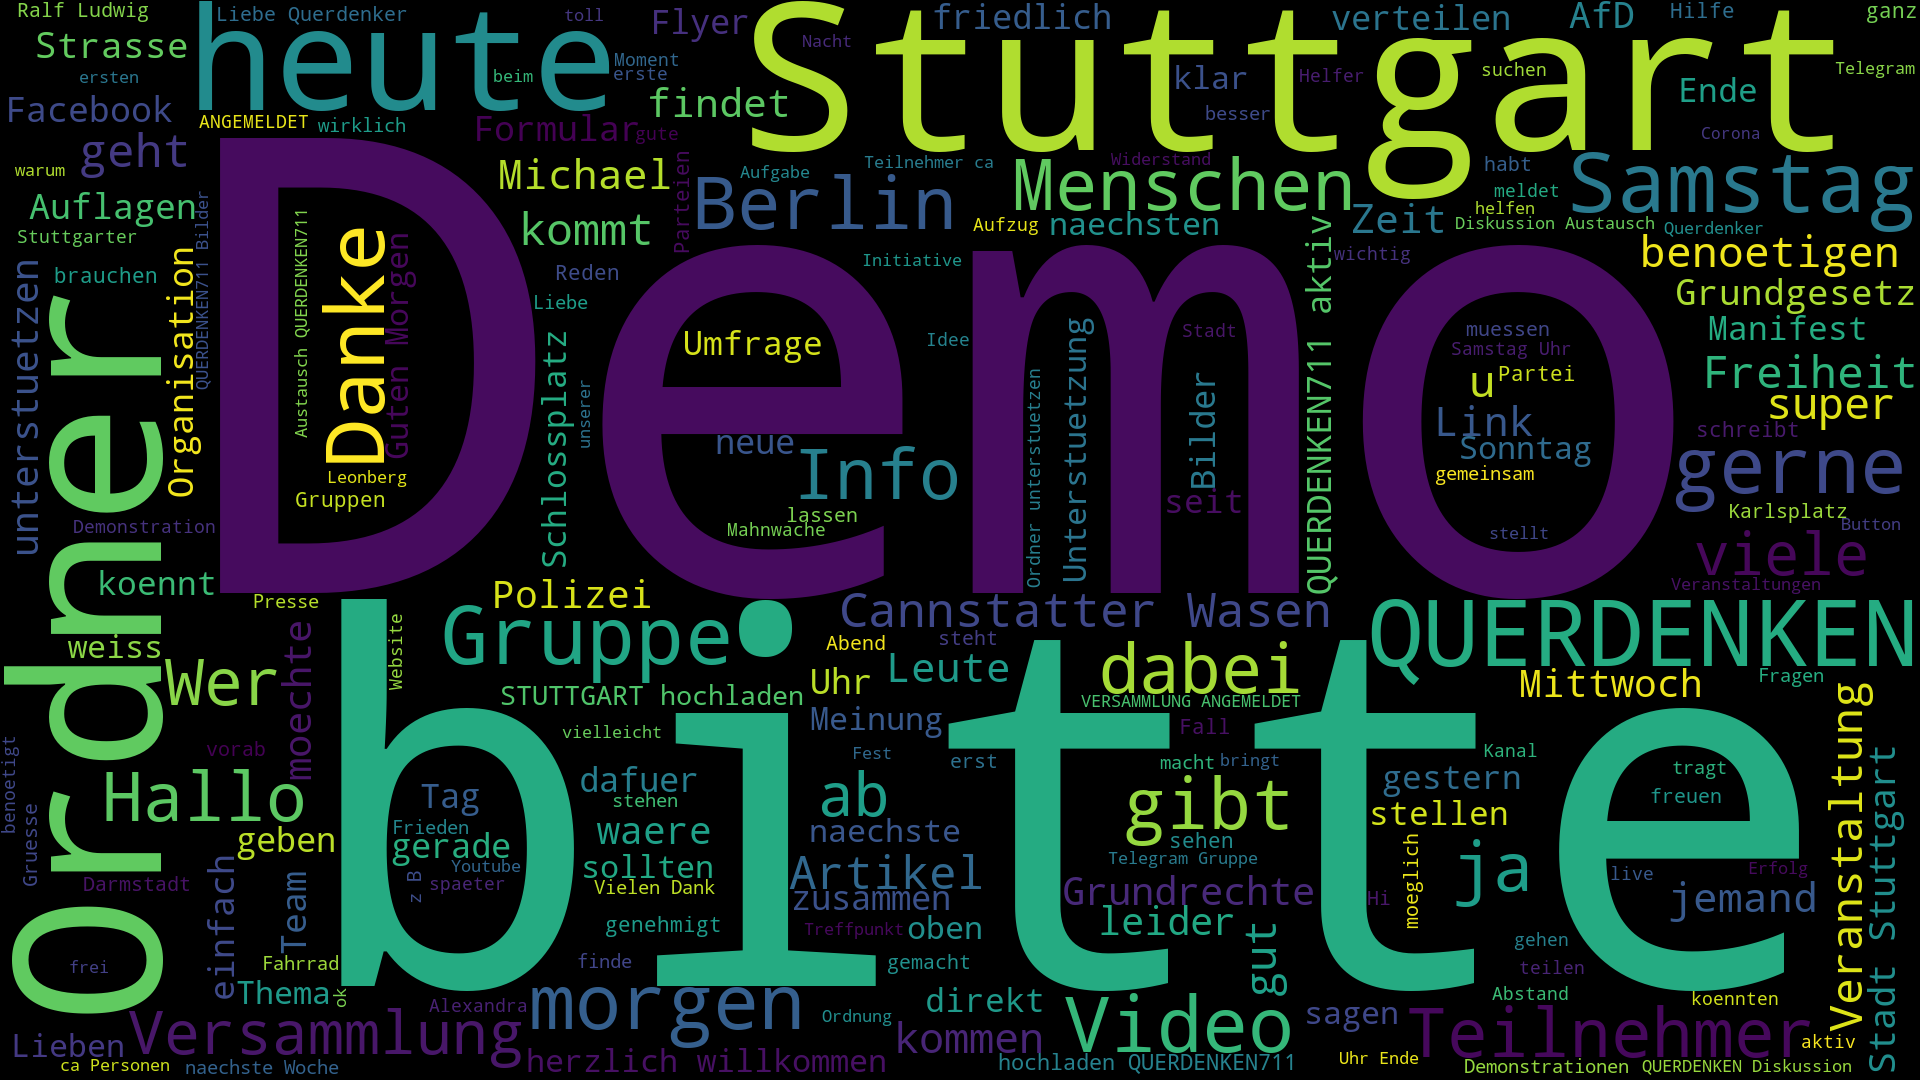 Ralf Ludwig
Liebe Querdenker
toll
Flyer
friedlich
verteilen
AfD
Hilfe
ganz
Strasse
heute
Nacht
Stuttgart
ersten
beim
Moment
erste
klar
Helfer
suchen
Telegram
Facebook
findet
besser
Ende
ANGEMELDET
wirklich
Formular
gute
Corona
geht
warum
Michael
Parteien
Aufgabe
Teilnehmer ca
Widerstand
habt
Samstag
Berlin
Menschen
meldet
helfen
Auflagen
kommt
Aufzug
naechsten
Zeit
Diskussion Austausch
Querdenker
Stuttgarter
QUERDENKEN711 Bilder
Demo
brauchen
Organisation
Austausch QUERDENKEN711
Danke
Guten Morgen
Reden
Initiative
QUERDENKEN711 aktiv
wichtig
benoetigen
Grundgesetz
unterstuetzen
ordner
Liebe
Schlossplatz
unserer
Umfrage
Idee
Ordner unterstuetzen
Unterstuetzung
Stadt
Bilder
muessen
Samstag Uhr
Manifest
u
Partei
Freiheit
super
neue
Link
Sonntag
schreibt
Leonberg
Gruppen
Info
seit
gemeinsam
gerne
lassen
Mahnwache
stellt
Karlsplatz
Button
Demonstration
viele
koennt
Veranstaltungen
Presse
Polizei
Cannstatter Wasen
QUERDENKEN
bitte
Gruppe
weiss
Website
Abend
steht
Wer
moechte
Uhr
Leute
dabei
Mittwoch
Fragen
STUTTGART hochladen
VERSAMMLUNG ANGEMELDET
Veranstaltung
vorab
vielleicht
Meinung
Fall
benoetigt
Fest
erst
macht
bringt
Kanal
Stadt Stuttgart
Hallo
Tag
dafuer
stehen
ab
gibt
gestern
tragt
freuen
Gruesse
geben
Frieden
gerade
waere
naechste
sehen
stellen
Youtube
z B
spaeter
sollten
Telegram Gruppe
moeglich
ja
Darmstadt
einfach
Team
Vielen Dank
Artikel
zusammen
Grundrechte
Hi
live
Erfolg
jemand
genehmigt
Treffpunkt
oben
leider
gut
gehen
frei
Fahrrad
finde
gemacht
teilen
Thema
ok
Alexandra
morgen
Ordnung
direkt
Video
sagen
Abstand
koennten
Lieben
Versammlung
herzlich willkommen
kommen
Teilnehmer
aktiv
ca Personen
naechste Woche
hochladen QUERDENKEN711
Uhr Ende
Demonstrationen
QUERDENKEN Diskussion